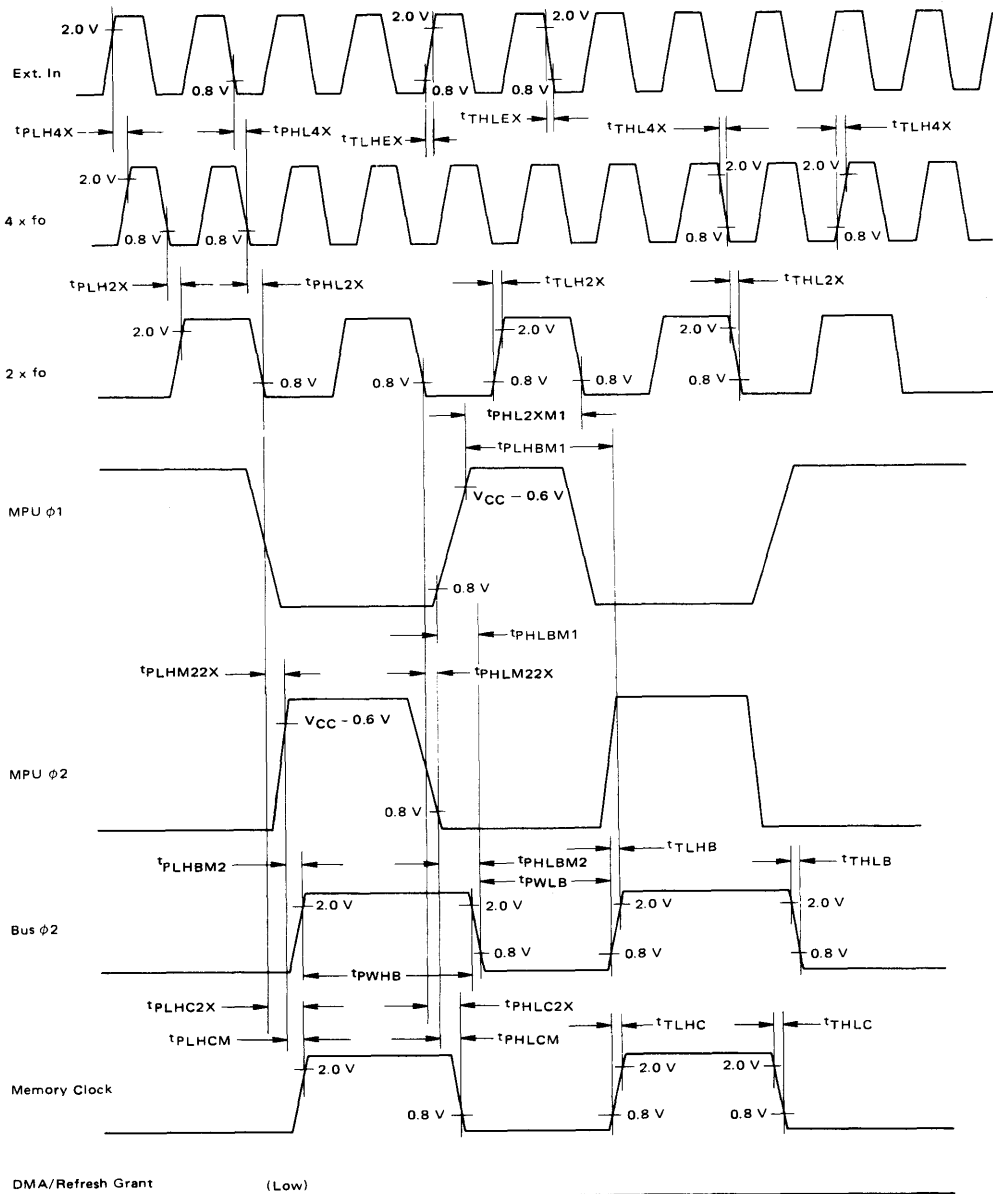 2.0 V
2.0 V
2.0 V
Ext. In
0.8 V
0.8 V
0.8 V
tPLH4X
tPHL4X
tTLHEX
tTHLEX
tTHL4X
tTLH4X
2.0 V
2.0 V
2.0 V
4 x fo
0.8 V
0.8 V
0.8 V
0.8 V
tPLH2X
tPHL2X
tTLH2X
tTHL2X
2.0 V
2.0 V
2.0 V
2 x fo
0.8 V
0.8 V
0.8 V
0.8 V
0.8 V
tPHL2XM1
tPLHBM1
MPU φ1
VCC – 0.6 V
0.8 V
tPHLBM1
tPLHM22X
tPHLM22X
VCC – 0.6 V
MPU φ2
0.8 V
tPLHBM2
tPHLBM2
tTLHB
tTHLB
tPWLB
2.0 V
2.0 V
2.0 V
2.0 V
Bus φ2
0.8 V
0.8 V
0.8 V
tPWHB
tPLHC2X
tPHLC2X
tPLHCM
tPHLCM
tTLHC
tTHLC
2.0 V
2.0 V
2.0 V
Memory Clock
0.8 V
0.8 V
0.8 V
DMA/Refresh Grant (Low)